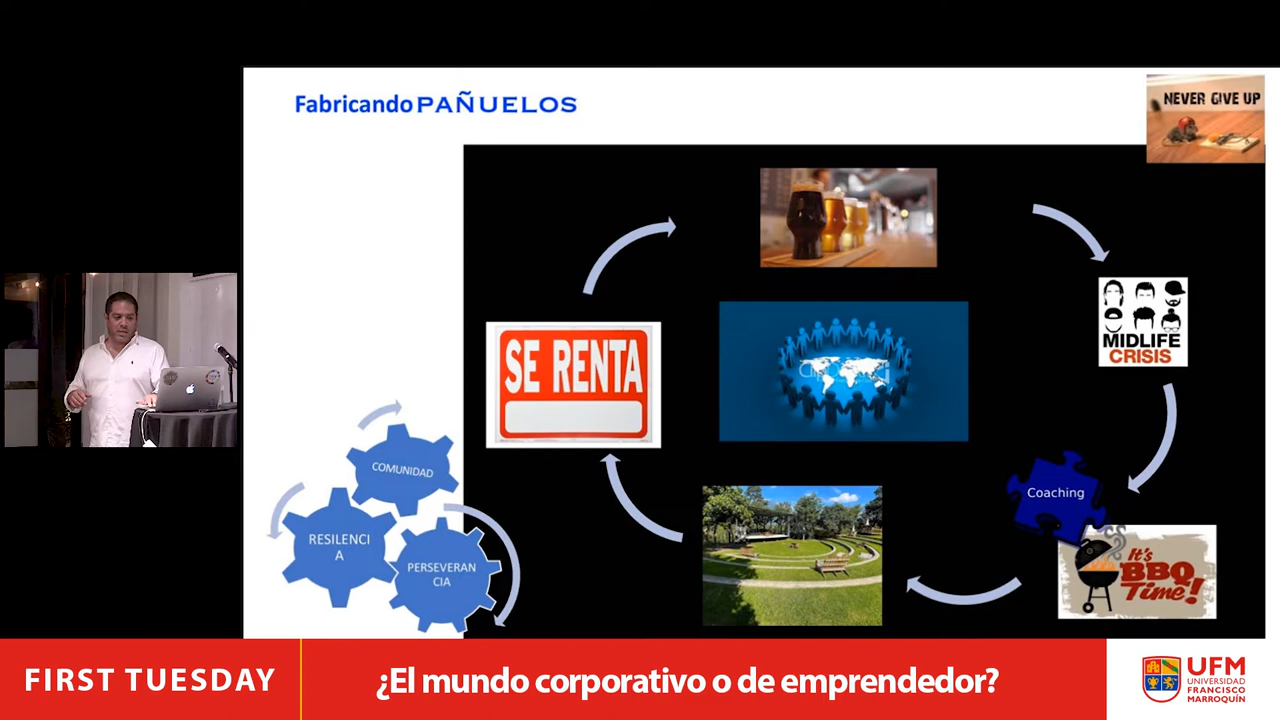 Fabricando PAÑUELOS
NEVER GIVE UP
SE RENTA
MIDLIFE
CRISIS
Coaching
It's
BBQ
Time!
COMUNIDAD
RESILENCI
A
PERSEVERAN
CIA
FIRST TUESDAY
¿El mundo corporativo o de emprendedor?
UFM
UNIVERSIDAD
FRANCISCO
MARROQUÍN